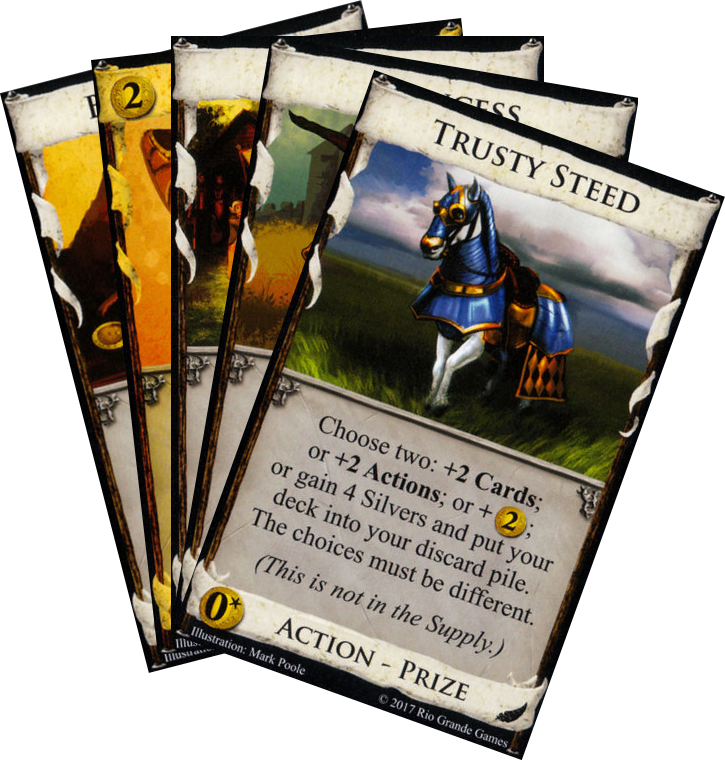 2
CESS
TRUSTY STEED
Choose two: +2 Cards;
or +2 Actions; or + 2;
or gain 4 Silvers and put your
deck into your discard pile.
The choices must be different.
(This is not in the Supply.)
0*
ACTION - PRIZE
Illustration: Mark Poole
© 2017 Rio Grande Games
Illus
Illustratio